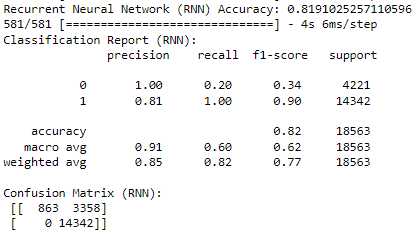 Recurrent Neural Network (RNN) Accuracy: 0.8191025257110596
581/581 [==============================] - 4s 6ms/step
Classification Report (RNN):
              precision    recall  f1-score   support

           0       1.00      0.20      0.34      4221
           1       0.81      1.00      0.90     14342

    accuracy                           0.82     18563
   macro avg       0.91      0.60      0.62     18563
weighted avg       0.85      0.82      0.77     18563

Confusion Matrix (RNN):
 [[  863  3358]
 [    0 14342]]